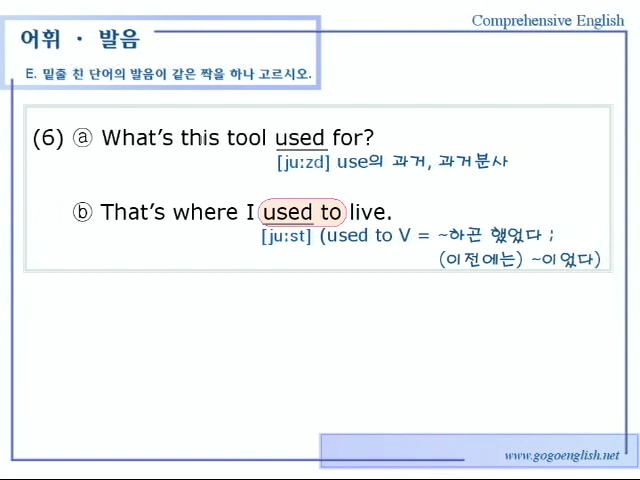 Comprehensive English
어휘 · 발음
E. 밑줄 친 단어의 발음이 같은 짝을 하나 고르시오.
(6) ⓐ What's this tool used for?
[ju:zd] use의 과거, 과거분사
ⓑ That's where I used to live.
[ju:st] (used to V = ~하곤 했었다 ;
(이전에는) ~이었다)
www.gogoenglish.net